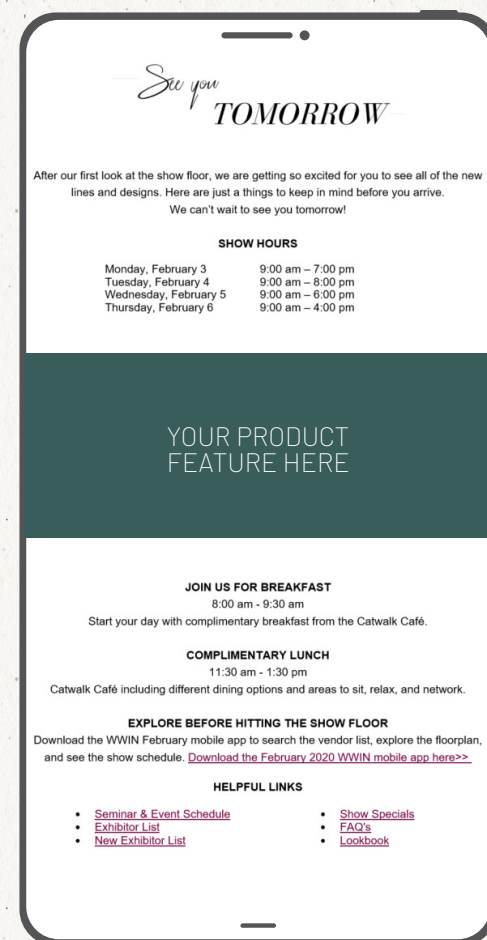 See you
TOMORROW
After our first look at the show floor, we are getting so excited for you to see all of the new
lines and designs. Here are just a things to keep in mind before you arrive.
We can't wait to see you tomorrow!
SHOW HOURS
Monday, February 3 9:00 am – 7:00 pm
Tuesday, February 4 9:00 am – 8:00 pm
Wednesday, February 5 9:00 am – 6:00 pm
Thursday, February 6 9:00 am – 4:00 pm
YOUR PRODUCT
FEATURE HERE
JOIN US FOR BREAKFAST
8:00 am - 9:30 am
Start your day with complimentary breakfast from the Catwalk Café.
COMPLIMENTARY LUNCH
11:30 am - 1:30 pm
Catwalk Café including different dining options and areas to sit, relax, and network.
EXPLORE BEFORE HITTING THE SHOW FLOOR
Download the WWIN February mobile app to search the vendor list, explore the floorplan,
and see the show schedule. Download the February 2020 WWIN mobile app here>>
HELPFUL LINKS
• Seminar & Event Schedule • Show Specials
• Exhibitor List • FAQ's
• New Exhibitor List • Lookbook